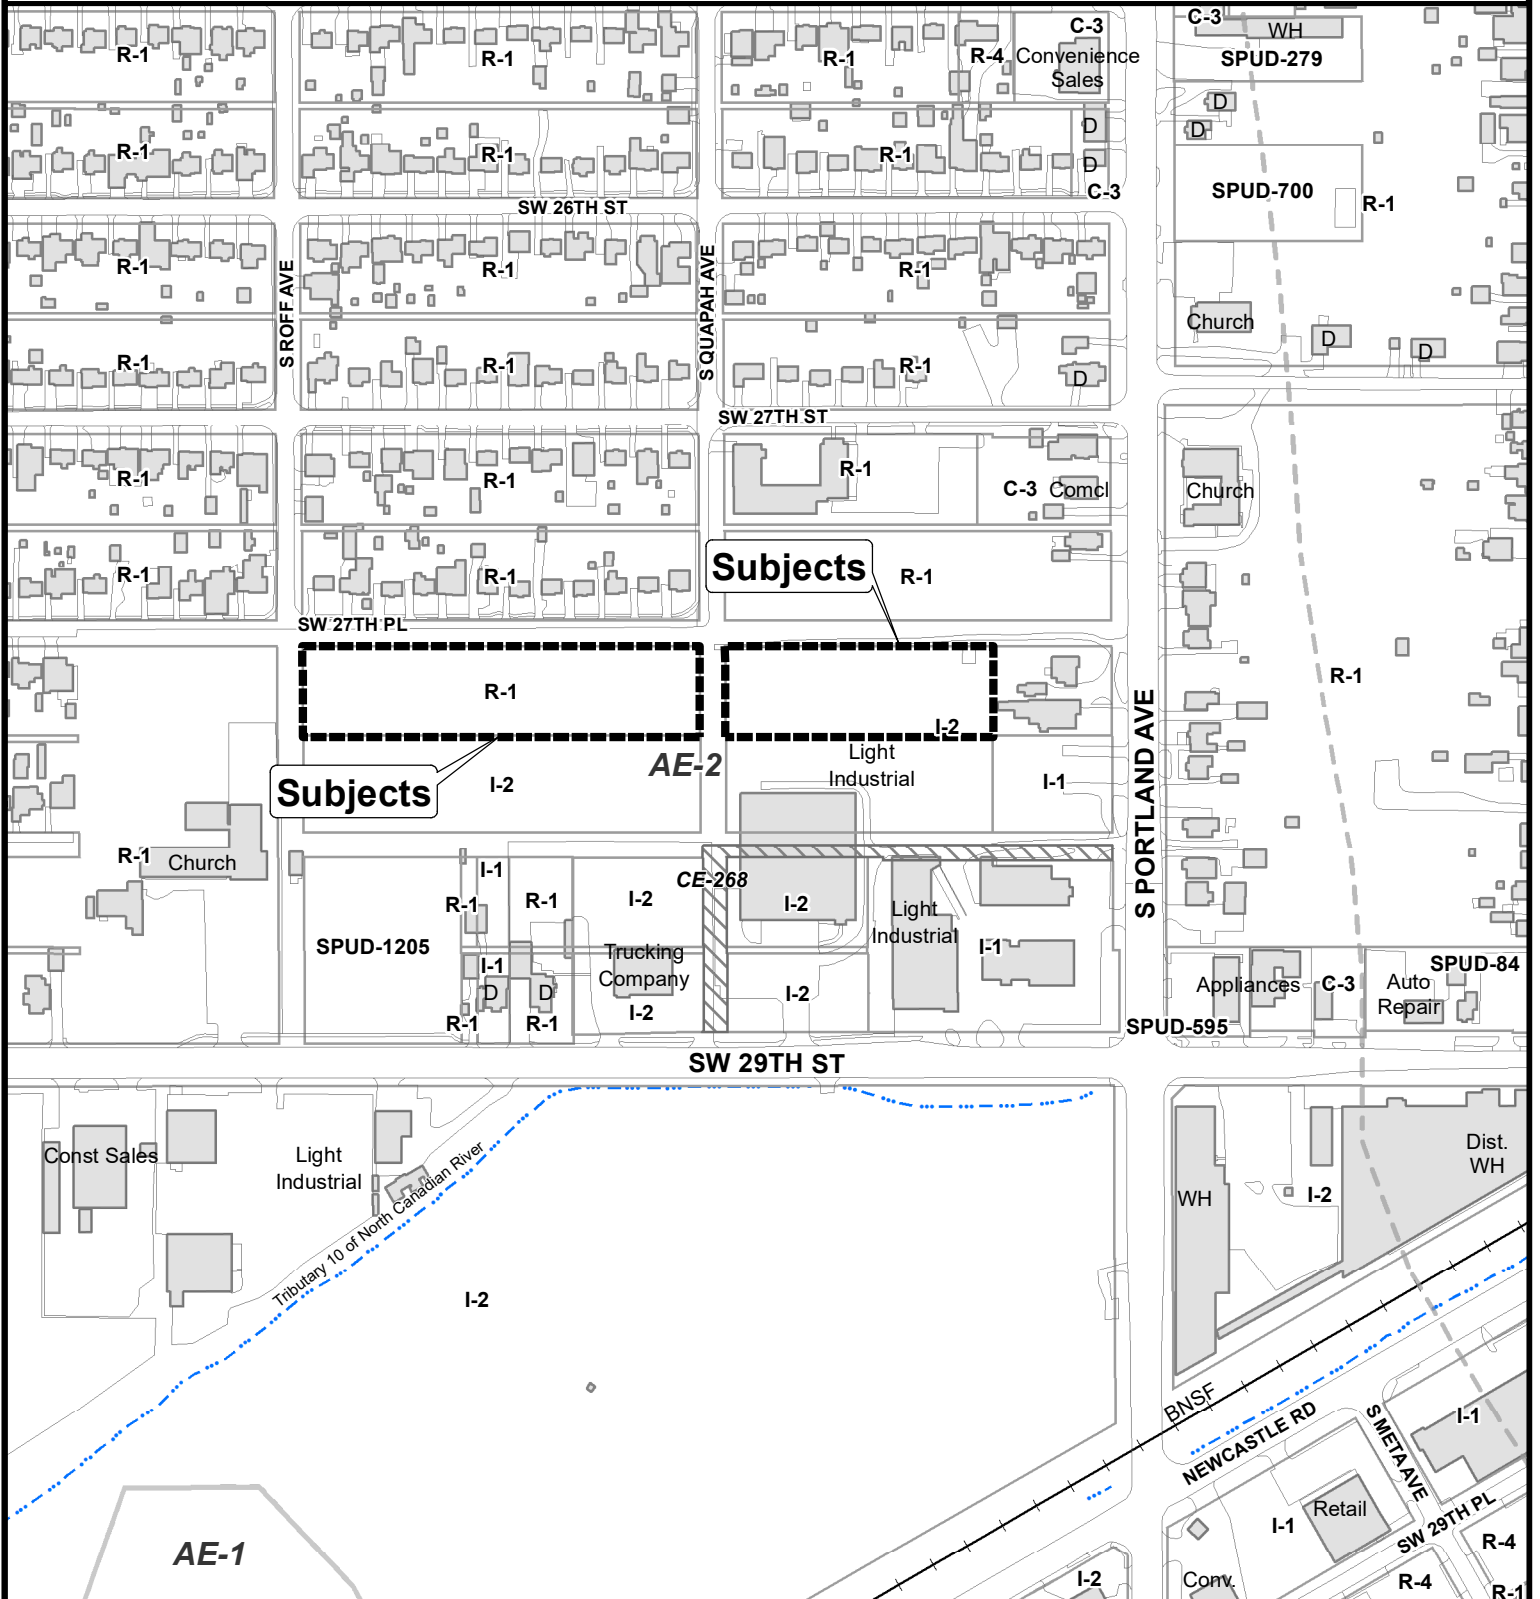 C-3
C-3
WH
R-1
R-1
R-1
R-4
Convenience
Sales
SPUD-279
D
D
D
R-1
R-1
R-1
D
C-3
SPUD-700
R-1
SW 26TH ST
R-1
R-1
R-1
S ROFF AVE
S QUAPAH AVE
Church
D
D
R-1
R-1
R-1
D
SW 27TH ST
R-1
R-1
R-1
C-3
Comcl
Church
R-1
R-1
Subjects
R-1
SW 27TH PL
R-1
R-1
I-2
S PORTLAND AVE
AE-2
Light
Industrial
Subjects
I-2
I-1
R-1
Church
I-1
CE-268
R-1
R-1
I-2
I-2
Light
Industrial
SPUD-1205
I-1
Trucking
Company
I-1
D
D
I-2
R-1
R-1
I-2
Appliances
C-3
Auto
Repair
SPUD-84
SPUD-595
SW 29TH ST
Const Sales
Light
Industrial
Tributary 10 of North Canadian River
I-2
WH
I-2
Dist.
WH
BNSF
NEWCASTLE RD
S META AVE
I-1
Retail
I-1
SW 29TH PL
AE-1
I-2
Conv.
R-4
R-4
R-1